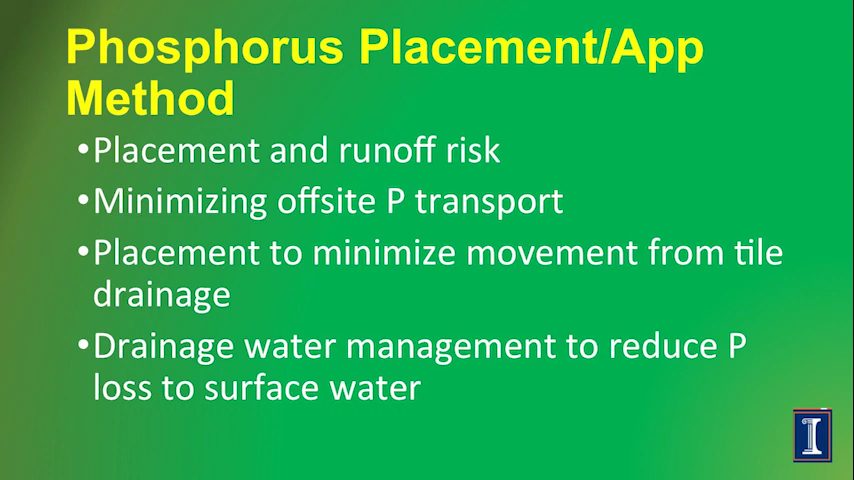 Phosphorus Placement/App
Method
•Placement and runoff risk
•Minimizing offsite P transport
•Placement to minimize movement from tile
drainage
•Drainage water management to reduce P
loss to surface water
I